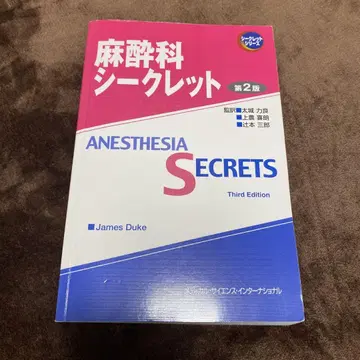 シークレット
シリーズ
麻酔科
シークレット
第2版
監訳■太城 力良
■上農 喜朗
■辻本 三郎
ANESTHESIA
SECRETS
Third Edition
■James Duke
メディカル・サイエンス・インターナショナル